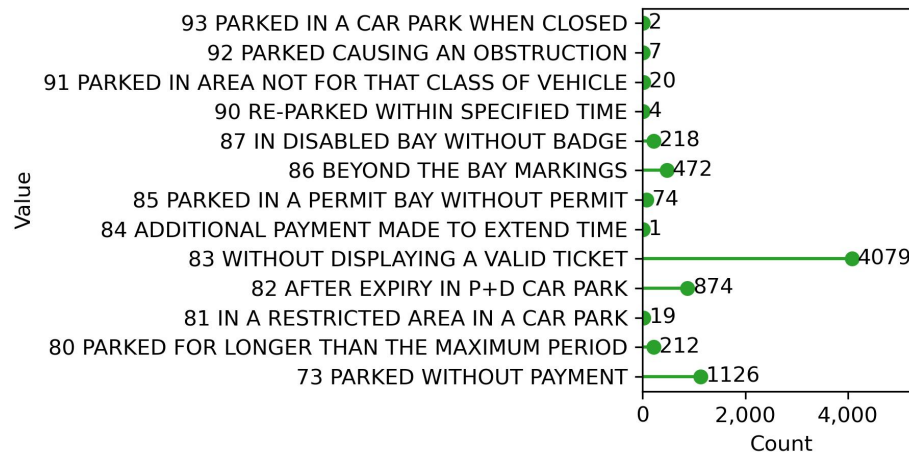 93 PARKED IN A CAR PARK WHEN CLOSED 2
92 PARKED CAUSING AN OBSTRUCTION 7
91 PARKED IN AREA NOT FOR THAT CLASS OF VEHICLE 20
90 RE-PARKED WITHIN SPECIFIED TIME 4
87 IN DISABLED BAY WITHOUT BADGE 218
86 BEYOND THE BAY MARKINGS 472
85 PARKED IN A PERMIT BAY WITHOUT PERMIT 74
84 ADDITIONAL PAYMENT MADE TO EXTEND TIME 1
83 WITHOUT DISPLAYING A VALID TICKET 4079
82 AFTER EXPIRY IN P+D CAR PARK 874
81 IN A RESTRICTED AREA IN A CAR PARK 19
80 PARKED FOR LONGER THAN THE MAXIMUM PERIOD 212
73 PARKED WITHOUT PAYMENT 1126
Value
0 2,000 4,000
Count